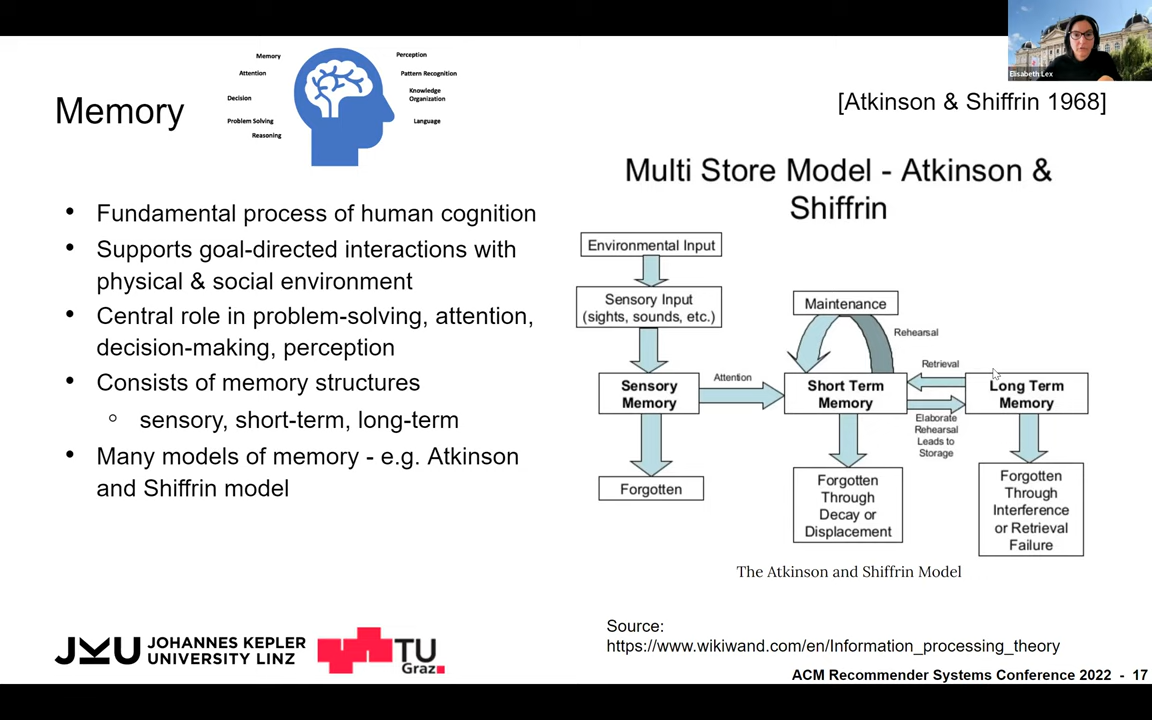 Elisabeth Lex
Memory
Memory
Attention
Decision
Problem Solving
Reasoning
Perception
Pattern Recognition
Knowledge
Organization
Language
[Atkinson & Shiffrin 1968]
• Fundamental process of human cognition
• Supports goal-directed interactions with
physical & social environment
• Central role in problem-solving, attention,
decision-making, perception
• Consists of memory structures
○ sensory, short-term, long-term
• Many models of memory - e.g. Atkinson
and Shiffrin model
Multi Store Model - Atkinson &
Shiffrin
Environmental Input
Sensory Input
(sights, sounds, etc.)
Sensory
Memory
Forgotten
Attention
Maintenance
Rehearsal
Short Term
Memory
Retrieval
Elaborate
Rehearsal
Leads to
Storage
Long Term
Memory
Forgotten
Through
Decay or
Displacement
Forgotten
Through
Interference
or Retrieval
Failure
The Atkinson and Shiffrin Model
Source:
https://www.wikiwand.com/en/Information_processing_theory
JKU JOHANNES KEPLER
UNIVERSITY LINZ
TU
Graz
ACM Recommender Systems Conference 2022 - 17